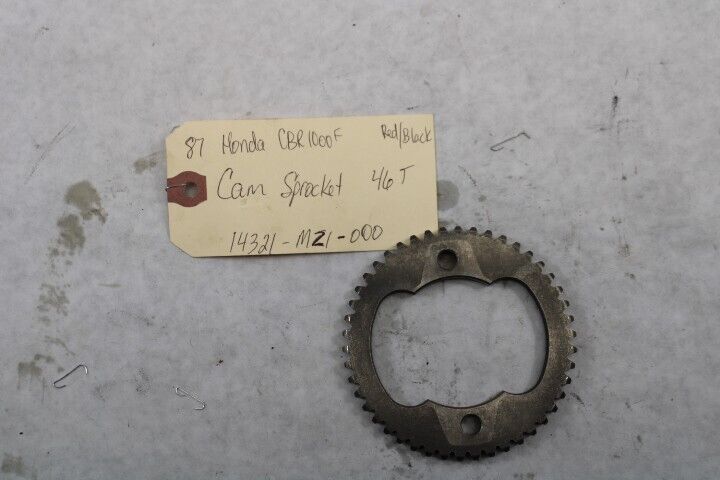 87 Honda CBR1000F Red/Black
Cam Sprocket 46T
14321-MZ1-000